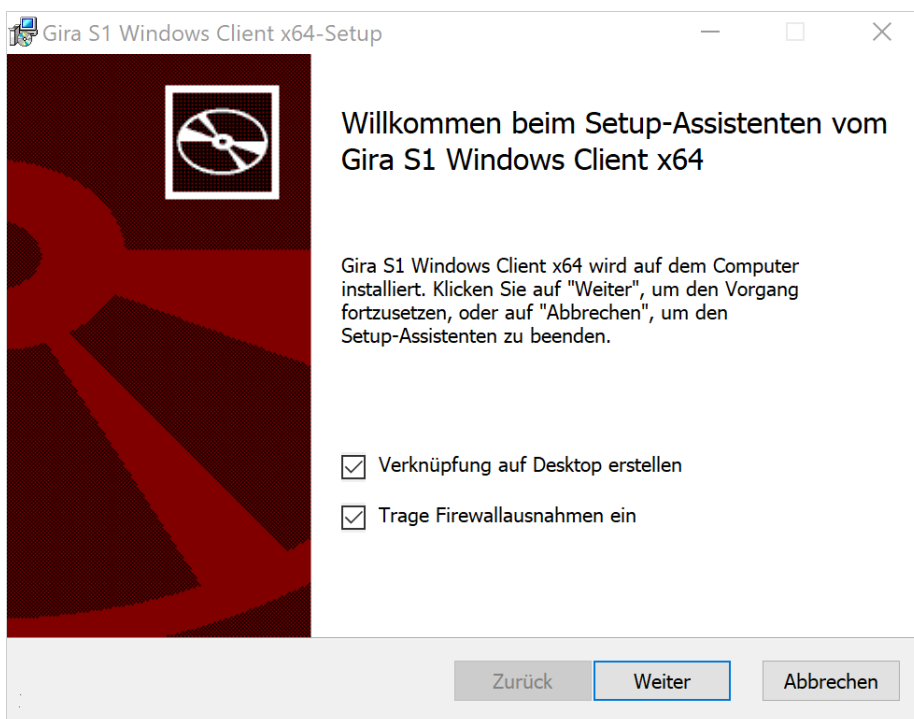 Gira S1 Windows Client x64-Setup
Willkommen beim Setup-Assistenten vom
Gira S1 Windows Client x64
Gira S1 Windows Client x64 wird auf dem Computer
installiert. Klicken Sie auf "Weiter", um den Vorgang
fortzusetzen, oder auf "Abbrechen", um den
Setup-Assistenten zu beenden.
Verknüpfung auf Desktop erstellen
Trage Firewallausnahmen ein
Zurück Weiter Abbrechen